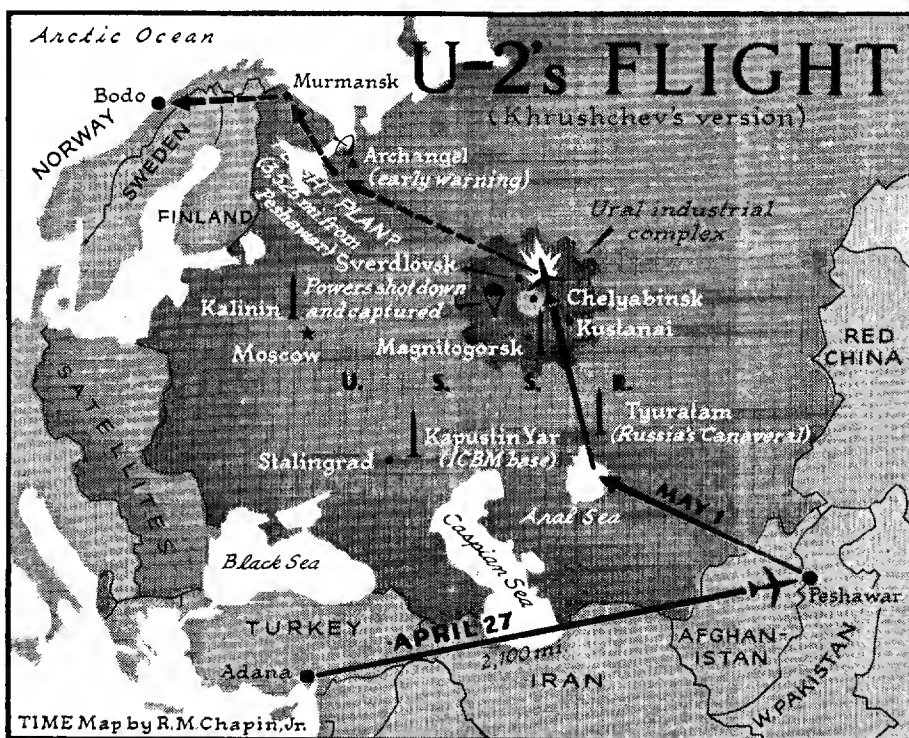 Arctic Ocean
U-2's FLIGHT
(Khrushchev's version)
Murmansk
Bodo
NORWAY
SWEDEN
FINLAND
Archangel
(early warning)
mi from
Peshawar)
Ural industrial
complex
Sverdlovsk
Powers shot down
and captured
Chelyabinsk
Kustanai
Magnitogorsk
Kalinin
Moscow
RED
CHINA
U. S. S. R.
SATELLITES
Tyuratam
(Russia's Canaveral)
Kapustin Yar
(ICBM base)
Stalingrad
Aral Sea
MAY 1
Caspian Sea
Black Sea
Peshawar
TURKEY
APRIL 27
2,100 mi.
Adana
IRAN
AFGHAN-
ISTAN
W. PAKISTAN
TIME Map by R.M. Chapin, Jr.